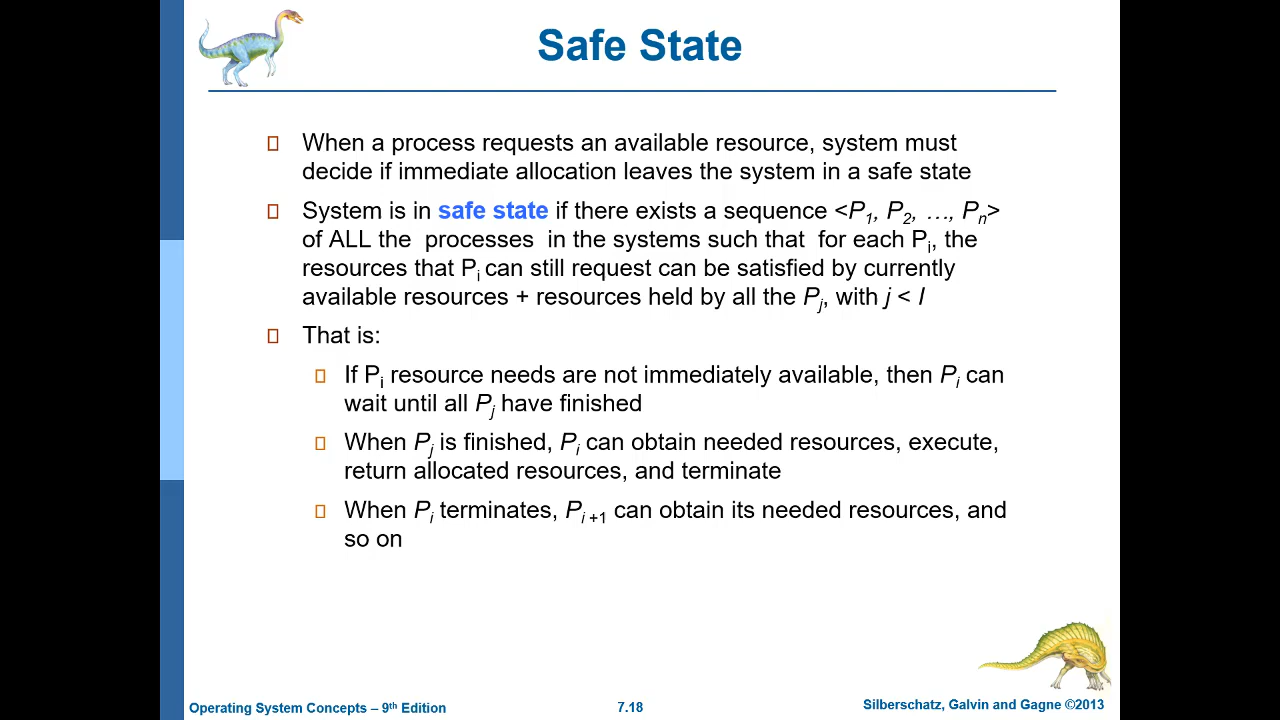 Safe State
When a process requests an available resource, system must
decide if immediate allocation leaves the system in a safe state
System is in safe state if there exists a sequence <P1, P2, …, Pn>
of ALL the processes in the systems such that for each Pi, the
resources that Pi can still request can be satisfied by currently
available resources + resources held by all the Pj, with j < I
That is:
If Pi resource needs are not immediately available, then Pi can
wait until all Pj have finished
When Pj is finished, Pi can obtain needed resources, execute,
return allocated resources, and terminate
When Pi terminates, Pi +1 can obtain its needed resources, and
so on
Operating System Concepts – 9th Edition
7.18
Silberschatz, Galvin and Gagne ©2013